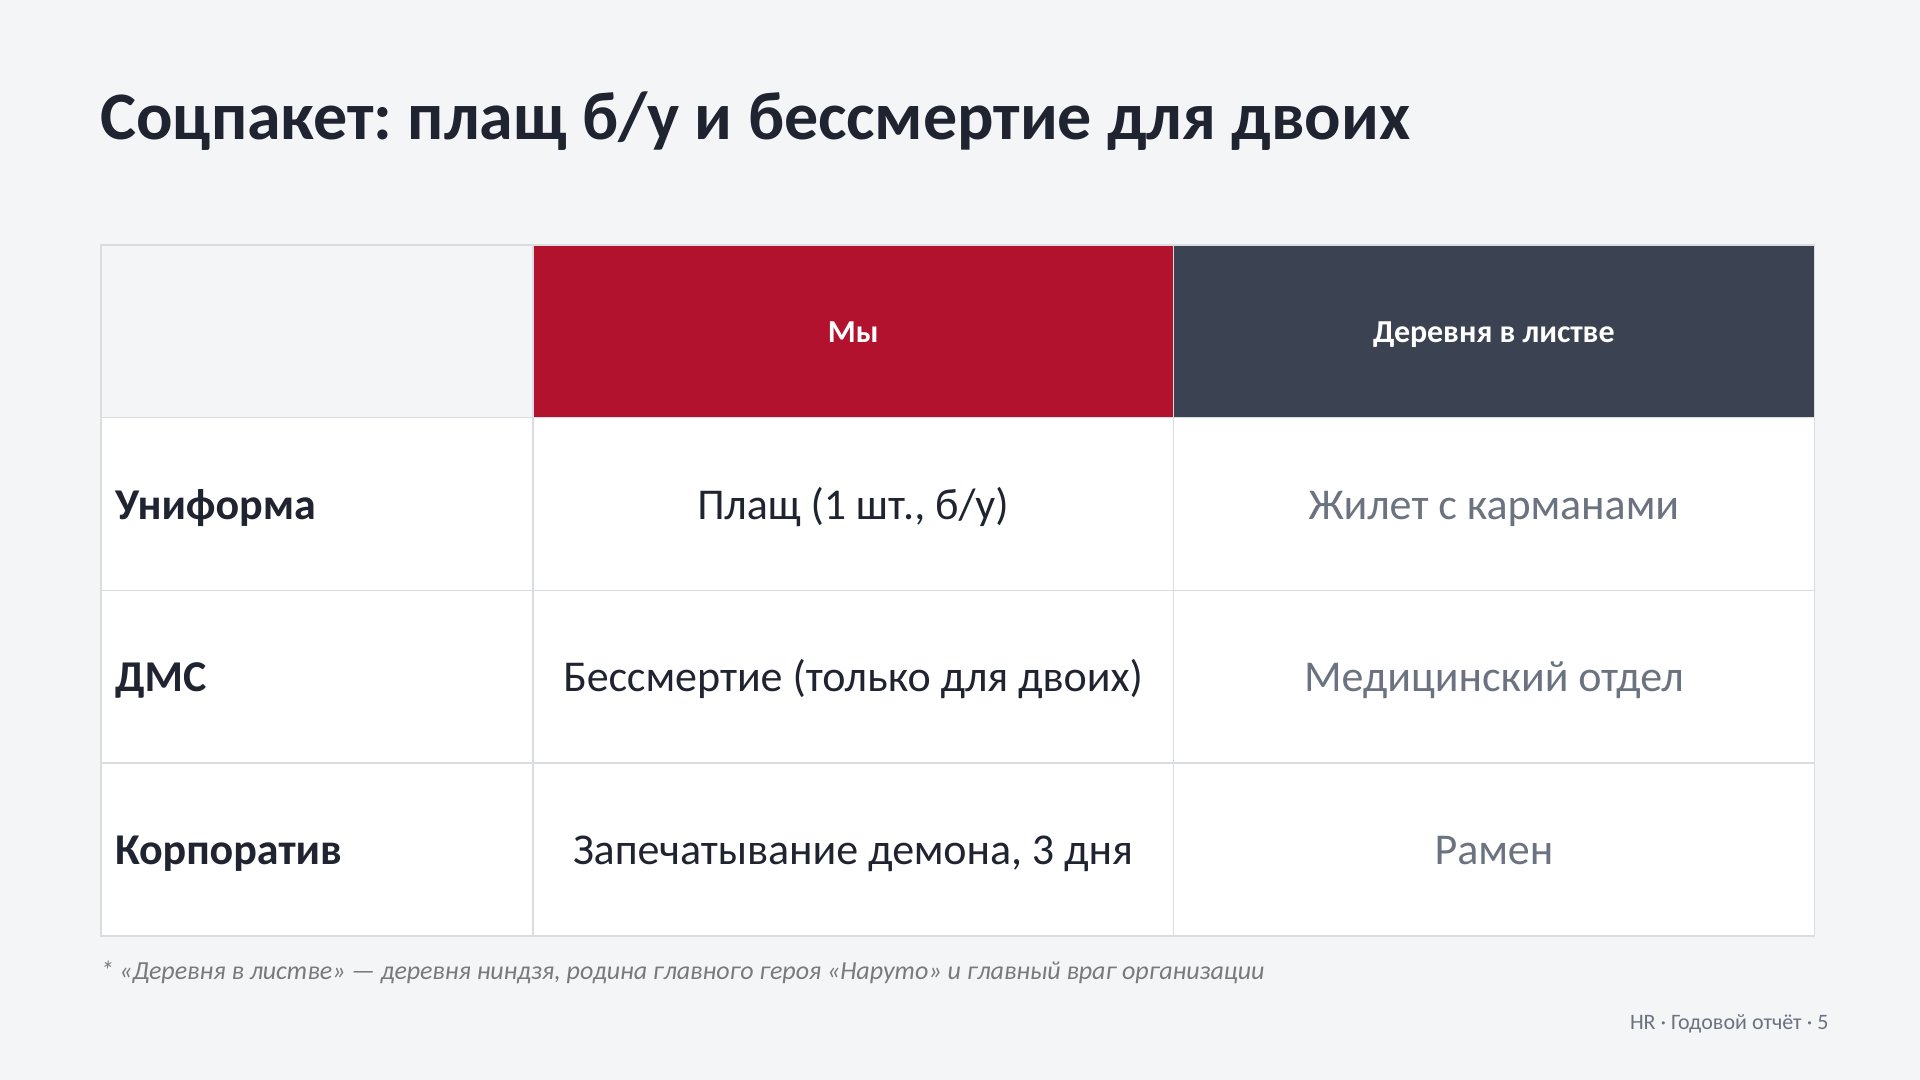 Соцпакет: плащ б/у и бессмертие для двоих
Мы
Деревня в листве
Униформа
Плащ (1 шт., б/у)
Жилет с карманами
ДМС
Бессмертие (только для двоих)
Медицинский отдел
Корпоратив
Запечатывание демона, 3 дня
Рамен
* «Деревня в листве» — деревня ниндзя, родина главного героя «Наруто» и главный враг организации
HR · Годовой отчёт · 5